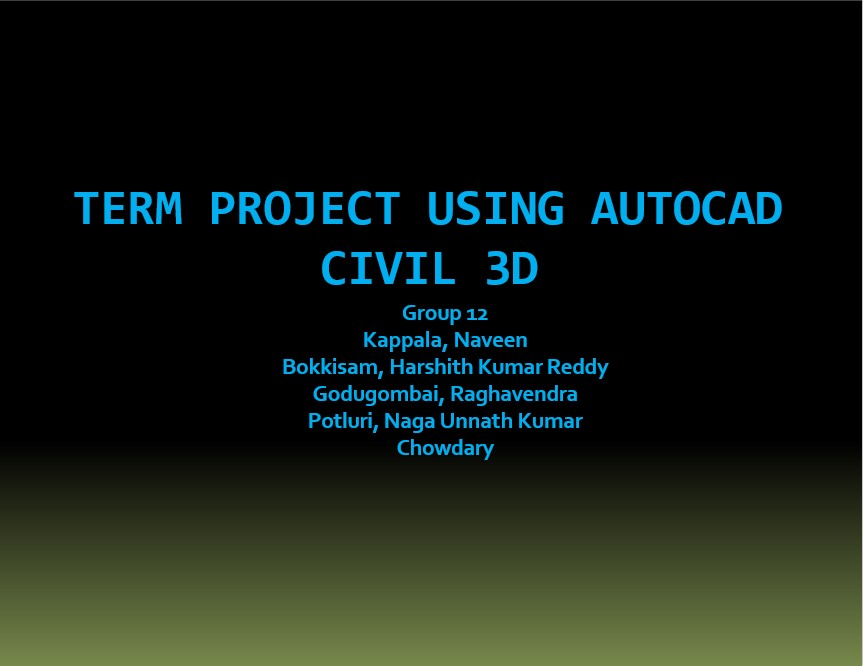 TERM PROJECT USING AUTOCAD
CIVIL 3D
Group 12
Kappala, Naveen
Bokkisam, Harshith Kumar Reddy
Godugombai, Raghavendra
Potluri, Naga Unnath Kumar
Chowdary